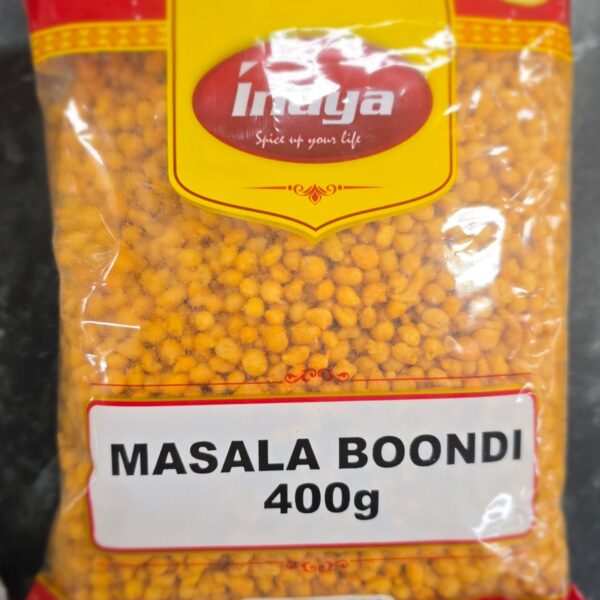 inaya
Spice up your life
MASALA BOONDI
400g